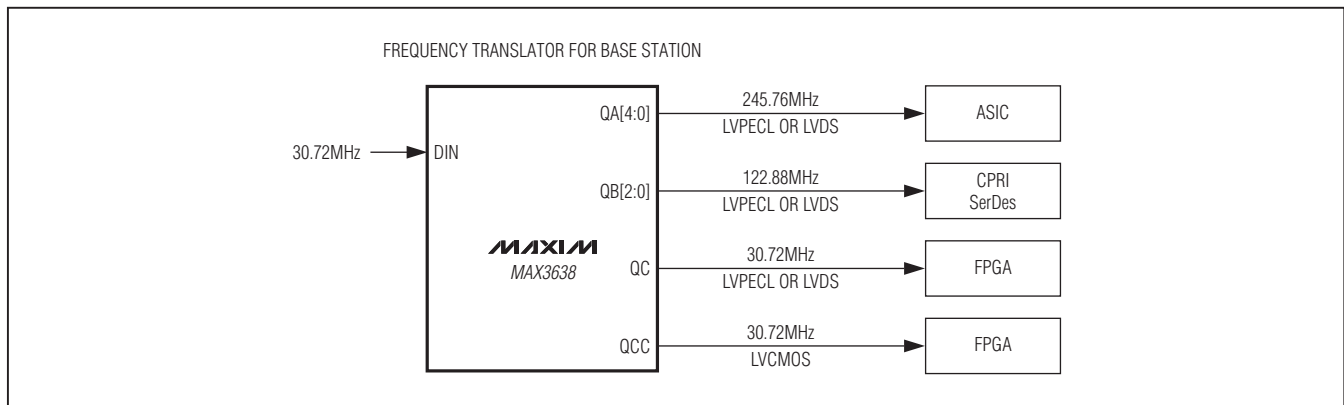 FREQUENCY TRANSLATOR FOR BASE STATION
30.72MHz
DIN
MAXIM
MAX3638
QA[4:0]
245.76MHz
LVPECL OR LVDS
ASIC
QB[2:0]
122.88MHz
LVPECL OR LVDS
CPRI
SerDes
QC
30.72MHz
LVPECL OR LVDS
FPGA
QCC
30.72MHz
LVCMOS
FPGA